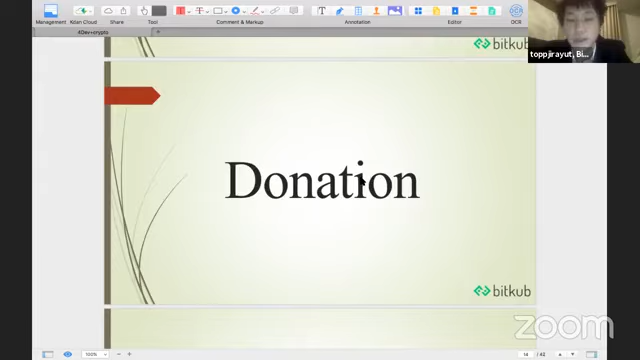 Management
Kdan Cloud
Share
Tool
Comment & Markup
Annotation
Editor
OCR
4Dev+crypto
bitkub
toppjirayut, Bi...
Donation
bitkub
zoom
100%
14 / 42